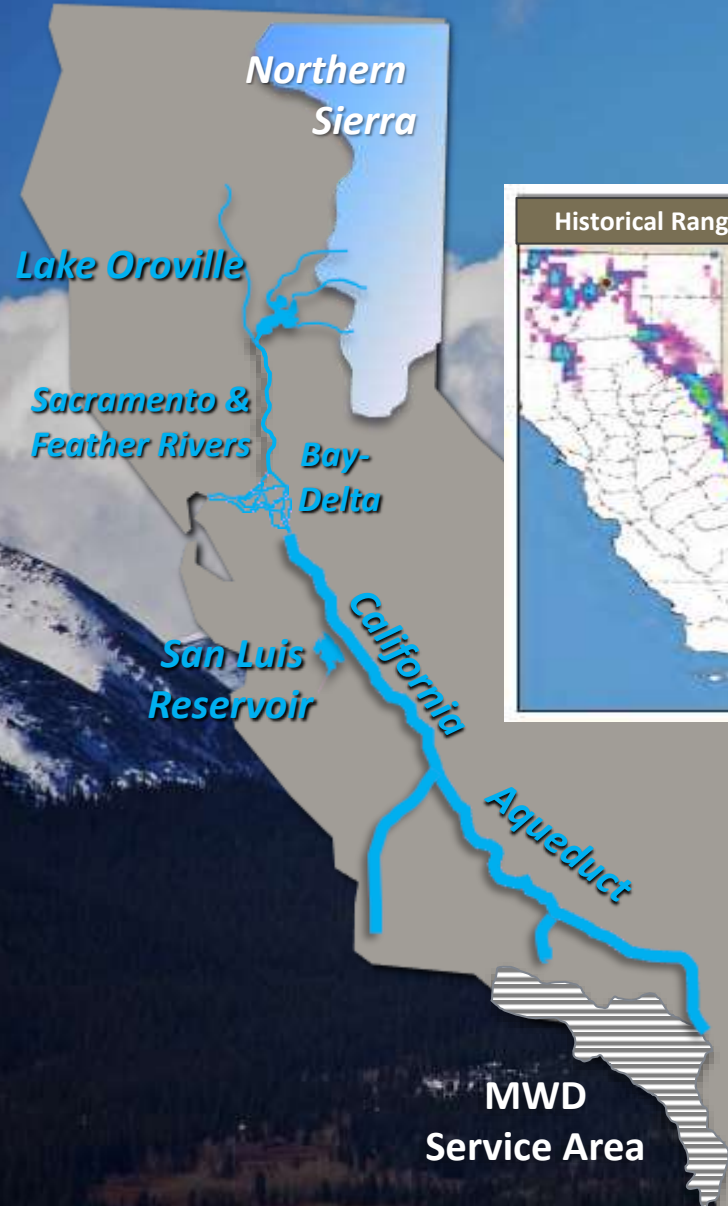 Northern
Sierra
Historical Rang
Lake Oroville
Sacramento &
Feather Rivers
Bay-
Delta
San Luis
Reservoir
California
Aqueduct
MWD
Service Area